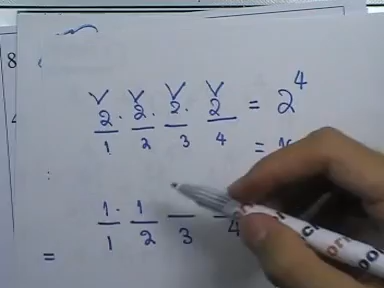 2 · 2 · 2 · 2 = 2⁴
1 2 3 4
=
1 · 1
1 2 3 4
=